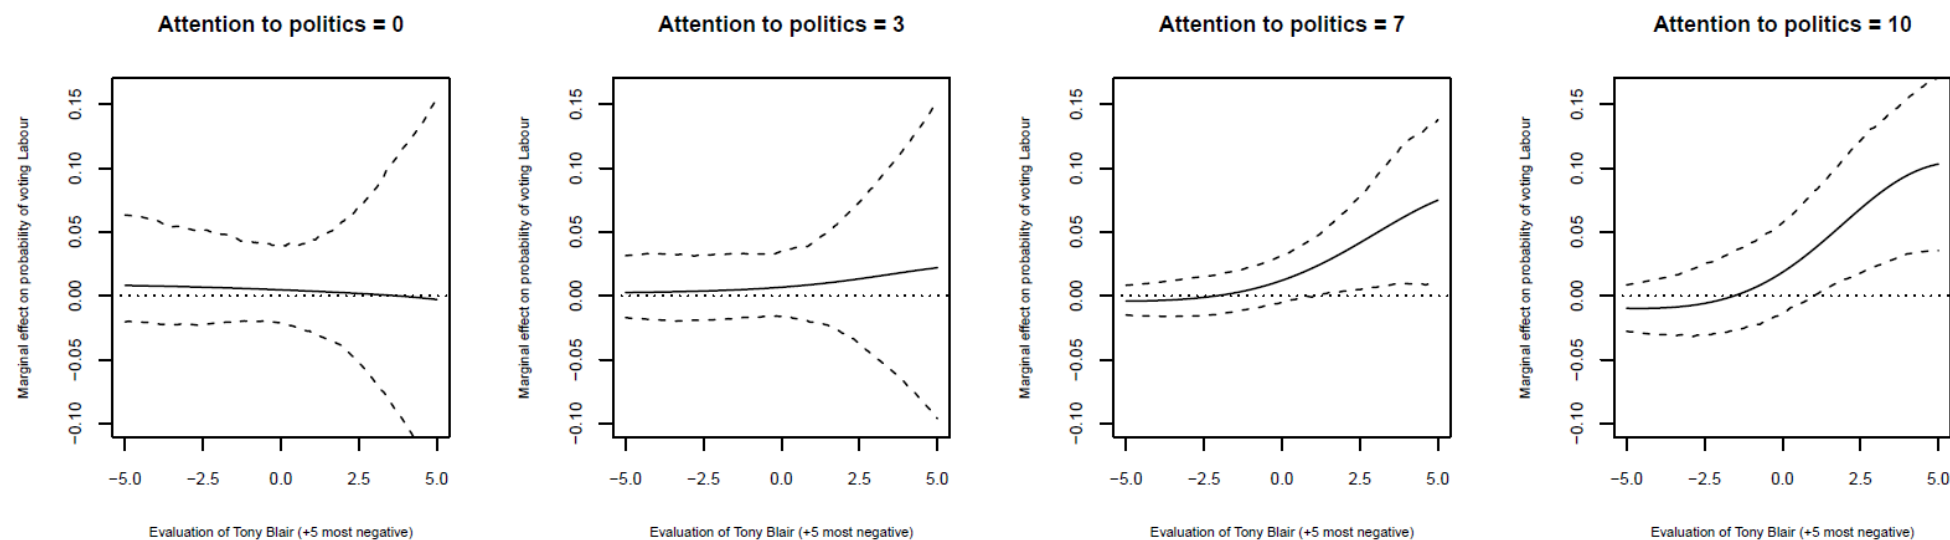 Attention to politics = 0
Marginal effect on probability of voting Labour
0.15
0.10
0.05
0.00
−0.05
−0.10
−5.0 −2.5 0.0 2.5 5.0
Evaluation of Tony Blair (+5 most negative)
Attention to politics = 3
Marginal effect on probability of voting Labour
0.15
0.10
0.05
0.00
−0.05
−0.10
−5.0 −2.5 0.0 2.5 5.0
Evaluation of Tony Blair (+5 most negative)
Attention to politics = 7
Marginal effect on probability of voting Labour
0.15
0.10
0.05
0.00
−0.05
−0.10
−5.0 −2.5 0.0 2.5 5.0
Evaluation of Tony Blair (+5 most negative)
Attention to politics = 10
Marginal effect on probability of voting Labour
0.15
0.10
0.05
0.00
−0.05
−0.10
−5.0 −2.5 0.0 2.5 5.0
Evaluation of Tony Blair (+5 most negative)